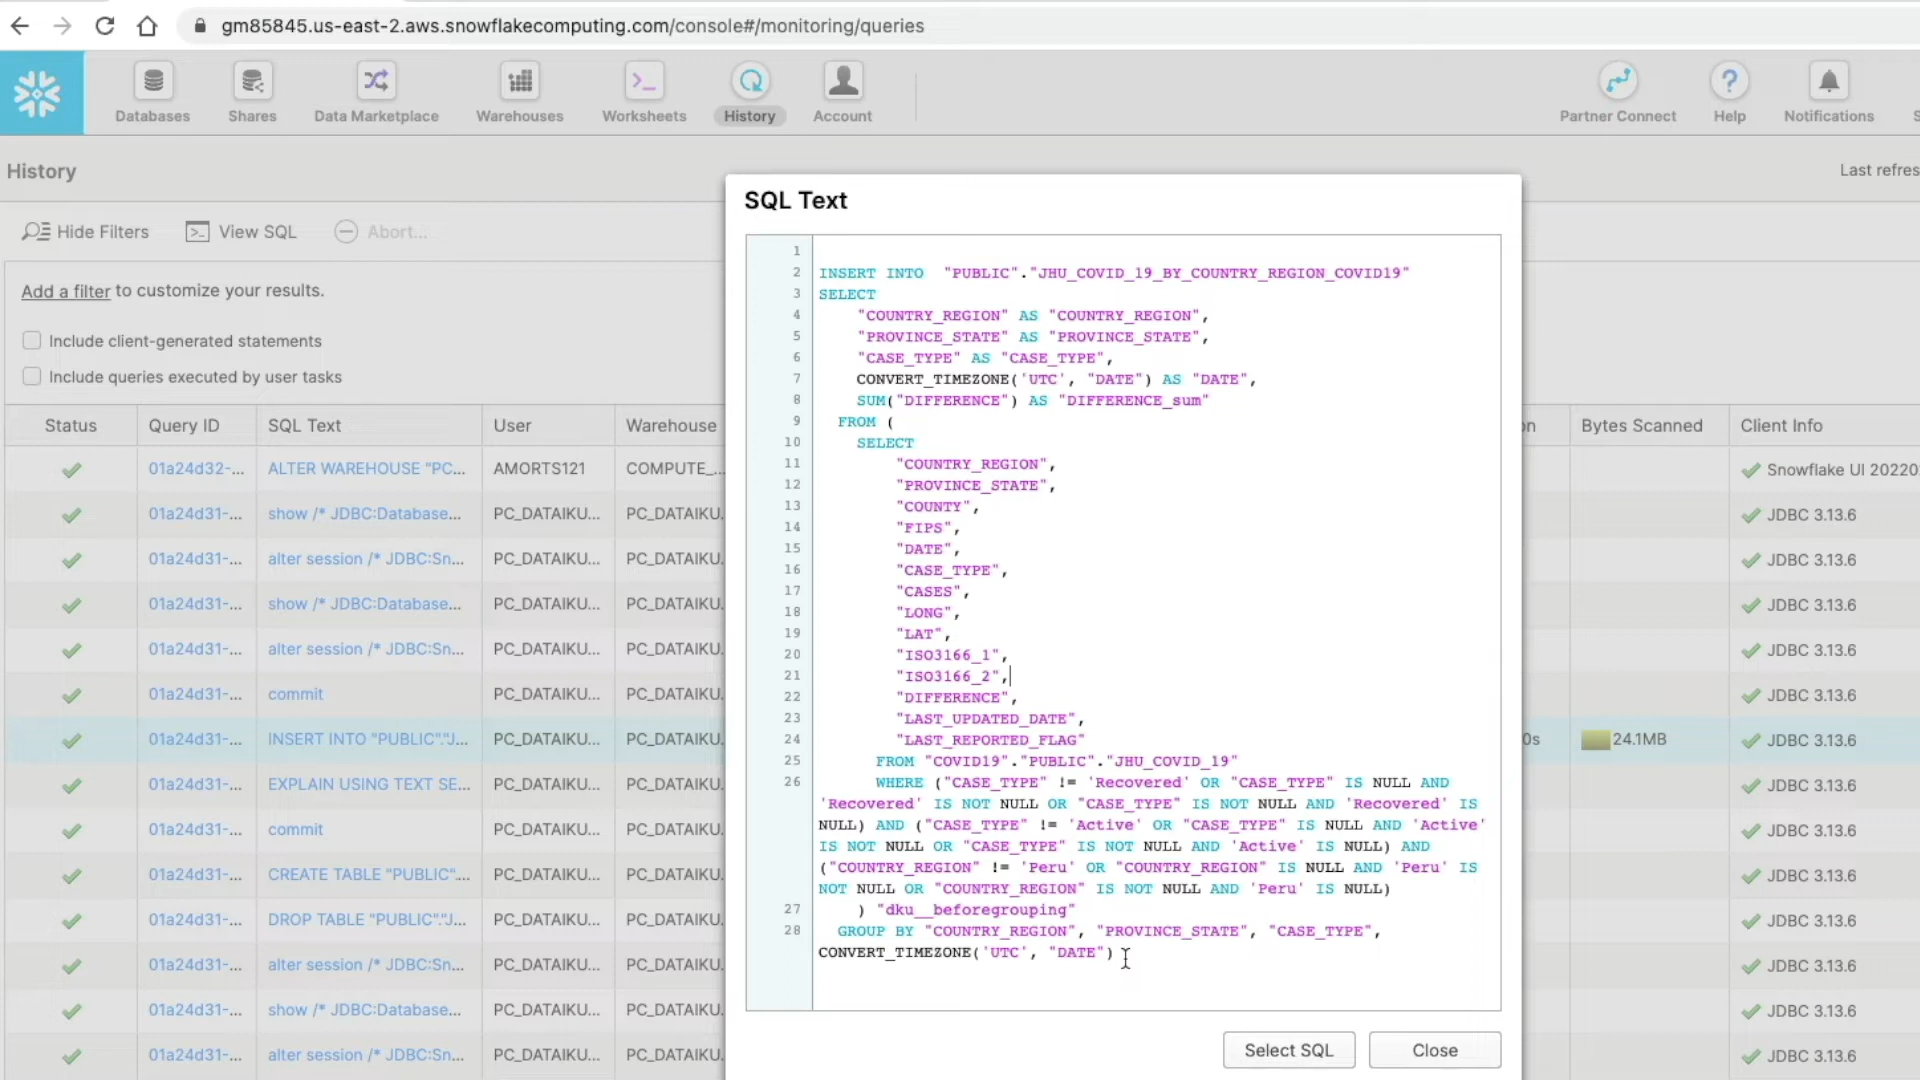 gm85845.us-east-2.aws.snowflakecomputing.com/console#/monitoring/queries
Databases Shares Data Marketplace Warehouses Worksheets History Account Partner Connect Help Notifications
History Last refres
Hide Filters View SQL Abort...
Add a filter to customize your results.
Include client-generated statements
Include queries executed by user tasks
Status Query ID SQL Text User Warehouse on Bytes Scanned Client Info
01a24d32-... ALTER WAREHOUSE "PC... AMORTS121 COMPUTE_... Snowflake UI 20220
01a24d31-... show /* JDBC:Database... PC_DATAIKU... PC_DATAIKU. JDBC 3.13.6
01a24d31-... alter session /* JDBC:Sn... PC_DATAIKU... PC_DATAIKU. JDBC 3.13.6
01a24d31-... show /* JDBC:Database... PC_DATAIKU... PC_DATAIKU. JDBC 3.13.6
01a24d31-... alter session /* JDBC:Sn... PC_DATAIKU... PC_DATAIKU. JDBC 3.13.6
01a24d31-... commit PC_DATAIKU... PC_DATAIKU. JDBC 3.13.6
01a24d31-... INSERT INTO "PUBLIC"."J... PC_DATAIKU... PC_DATAIKU. 0s 24.1MB JDBC 3.13.6
01a24d31-... EXPLAIN USING TEXT SE... PC_DATAIKU... PC_DATAIKU. JDBC 3.13.6
01a24d31-... commit PC_DATAIKU... PC_DATAIKU. JDBC 3.13.6
01a24d31-... CREATE TABLE "PUBLIC".... PC_DATAIKU... PC_DATAIKU. JDBC 3.13.6
01a24d31-... DROP TABLE "PUBLIC"."J... PC_DATAIKU... PC_DATAIKU. JDBC 3.13.6
01a24d31-... alter session /* JDBC:Sn... PC_DATAIKU... PC_DATAIKU. JDBC 3.13.6
01a24d31-... show /* JDBC:Database... PC_DATAIKU... PC_DATAIKU. JDBC 3.13.6
01a24d31-... alter session /* JDBC:Sn... PC_DATAIKU... PC_DATAIKU. JDBC 3.13.6
SQL Text
1
2 INSERT INTO "PUBLIC"."JHU_COVID_19_BY_COUNTRY_REGION_COVID19"
3 SELECT
4 "COUNTRY_REGION" AS "COUNTRY_REGION",
5 "PROVINCE_STATE" AS "PROVINCE_STATE",
6 "CASE_TYPE" AS "CASE_TYPE",
7 CONVERT_TIMEZONE('UTC', "DATE") AS "DATE",
8 SUM("DIFFERENCE") AS "DIFFERENCE_sum"
9 FROM (
10 SELECT
11 "COUNTRY_REGION",
12 "PROVINCE_STATE",
13 "COUNTY",
14 "FIPS",
15 "DATE",
16 "CASE_TYPE",
17 "CASES",
18 "LONG",
19 "LAT",
20 "ISO3166_1",
21 "ISO3166_2",
22 "DIFFERENCE",
23 "LAST_UPDATED_DATE",
24 "LAST_REPORTED_FLAG"
25 FROM "COVID19"."PUBLIC"."JHU_COVID_19"
26 WHERE ("CASE_TYPE" != 'Recovered' OR "CASE_TYPE" IS NULL AND
'Recovered' IS NOT NULL OR "CASE_TYPE" IS NOT NULL AND 'Recovered' IS
NULL) AND ("CASE_TYPE" != 'Active' OR "CASE_TYPE" IS NULL AND 'Active'
IS NOT NULL OR "CASE_TYPE" IS NOT NULL AND 'Active' IS NULL) AND
("COUNTRY_REGION" != 'Peru' OR "COUNTRY_REGION" IS NULL AND 'Peru' IS
NOT NULL OR "COUNTRY_REGION" IS NOT NULL AND 'Peru' IS NULL)
27 ) "dku__beforegrouping"
28 GROUP BY "COUNTRY_REGION", "PROVINCE_STATE", "CASE_TYPE",
CONVERT_TIMEZONE('UTC', "DATE")
Select SQL Close